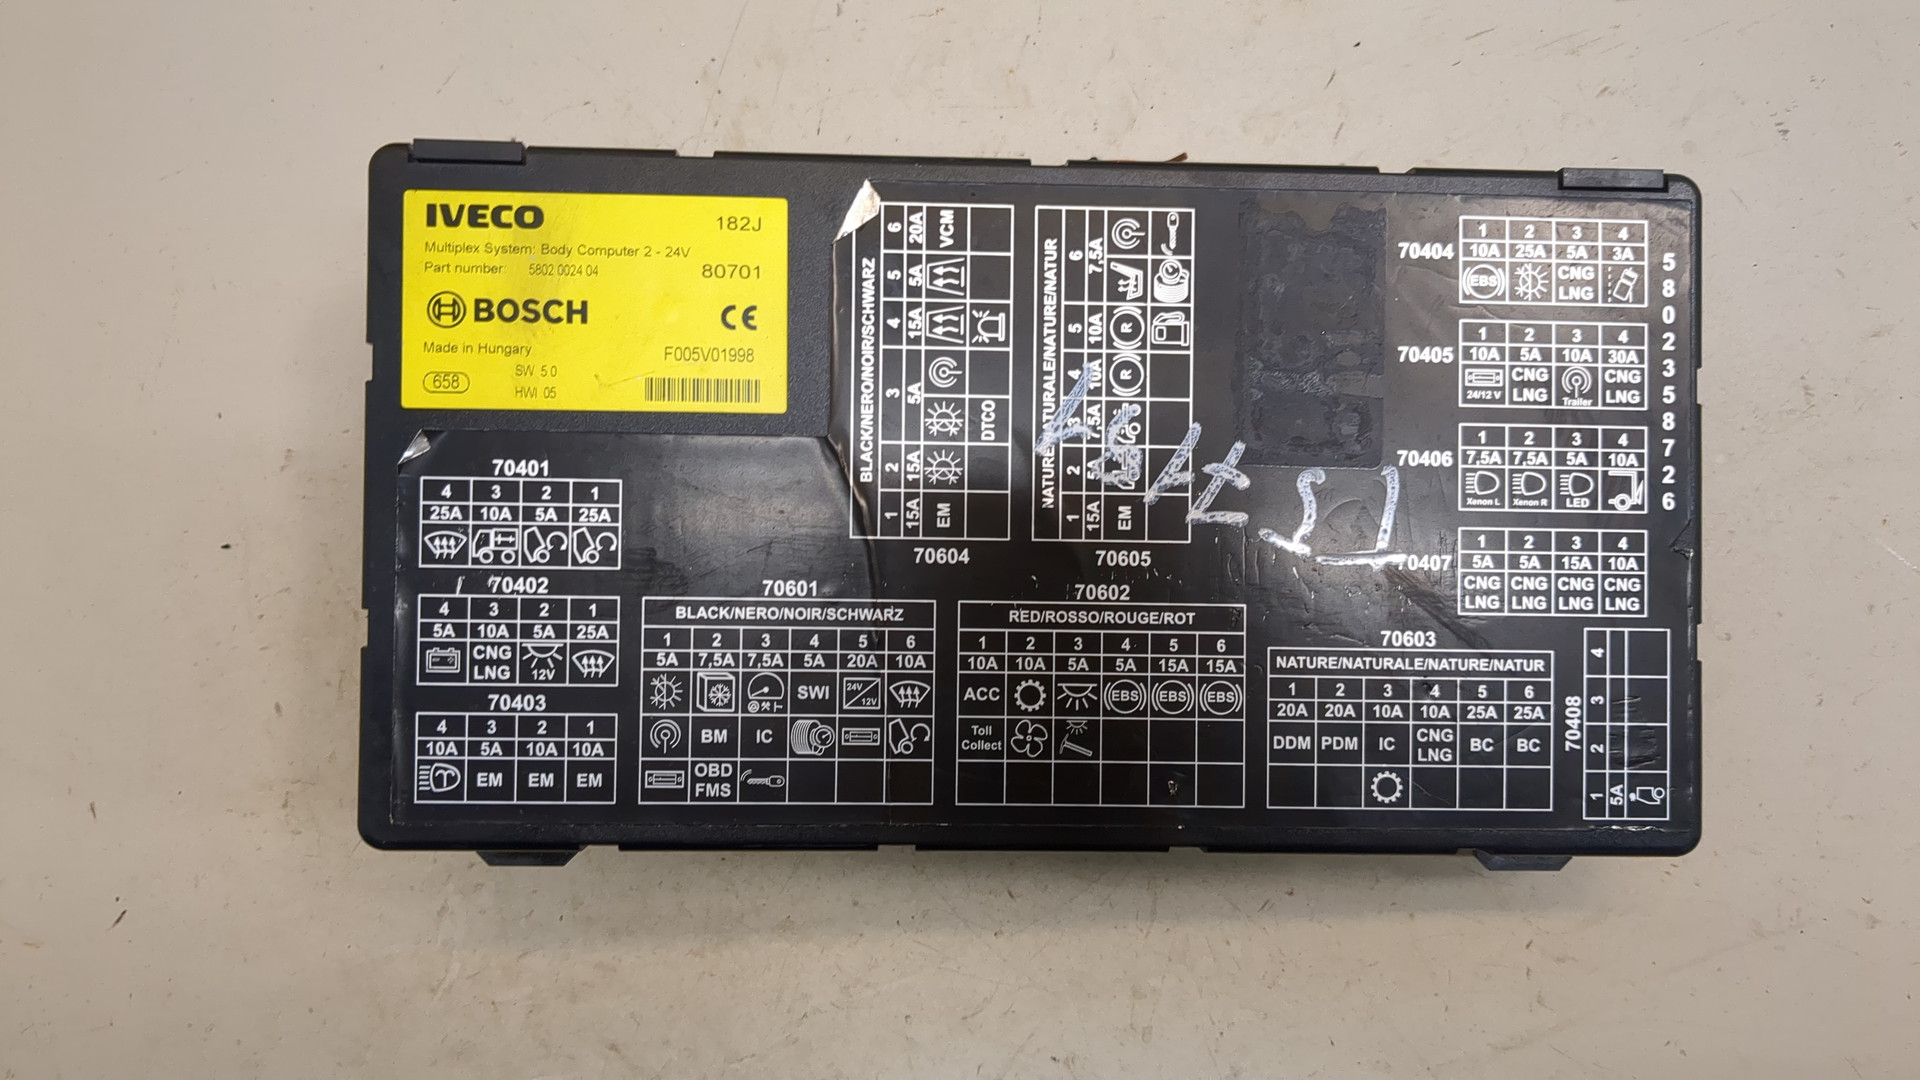 IVECO 182J
Multiplex System: Body Computer 2 - 24V
Part number 5802 0024 04 80701
BOSCH CE
Made in Hungary F005V01998
658 SW 5.0
HWI 05
70401
4 3 2 1
25A 10A 5A 25A
70402
4 3 2 1
5A 10A 5A 25A
CNG LNG
12V
70403
4 3 2 1
10A 5A 10A 10A
EM EM EM
BLACK/NERO/NOIR/SCHWARZ
1 2 3 4 5 6
15A 15A 5A 15A 5A 20A
EM VCM
DTCO
70604
NATURE/NATURALE/NATURE/NATUR
1 2 3 4 5 6
15A 5A 7,5A 10A 10A 7,5A
EM R R
70605
70404
1 2 3 4
10A 25A 5A 3A
EBS CNG LNG
70405
1 2 3 4
10A 5A 10A 30A
24/12 V CNG LNG Trailer CNG LNG
70406
1 2 3 4
7,5A 7,5A 5A 10A
Xenon L Xenon R LED
70407
1 2 3 4
5A 5A 15A 10A
CNG CNG CNG CNG
LNG LNG LNG LNG
5802358726
70601
BLACK/NERO/NOIR/SCHWARZ
1 2 3 4 5 6
5A 7,5A 7,5A 5A 20A 10A
SWI 24V 12V
BM IC
OBD
FMS
70602
RED/ROSSO/ROUGE/ROT
1 2 3 4 5 6
10A 10A 5A 5A 15A 15A
ACC EBS EBS EBS
Toll
Collect
70603
NATURE/NATURALE/NATURE/NATUR
1 2 3 4 5 6
20A 20A 10A 10A 25A 25A
DDM PDM IC CNG LNG BC BC
70408
1 2 3 4
5A